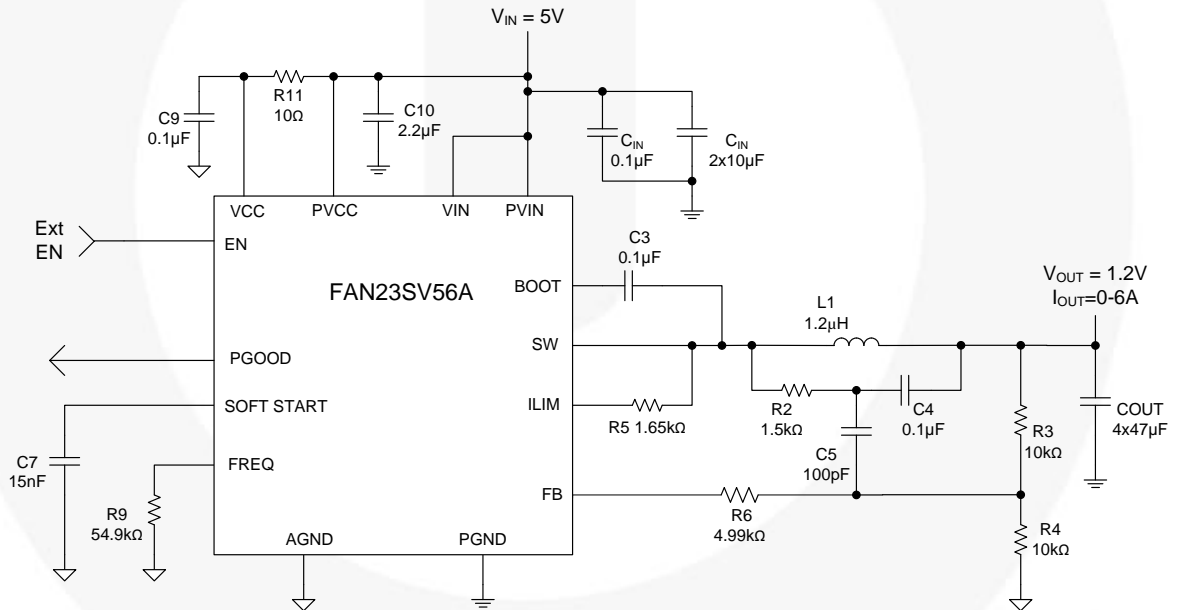 V_IN = 5V
C9
0.1µF
R11
10Ω
C10
2.2µF
C_IN
0.1µF
C_IN
2x10µF
VCC
PVCC
VIN
PVIN
Ext
EN
EN
FAN23SV56A
BOOT
C3
0.1µF
V_OUT = 1.2V
I_OUT=0-6A
L1
1.2µH
SW
PGOOD
SOFT START
ILIM
R5 1.65kΩ
R2
1.5kΩ
C4
0.1µF
COUT
4x47µF
R3
10kΩ
C7
15nF
FREQ
C5
100pF
FB
R6
4.99kΩ
R9
54.9kΩ
R4
10kΩ
AGND
PGND